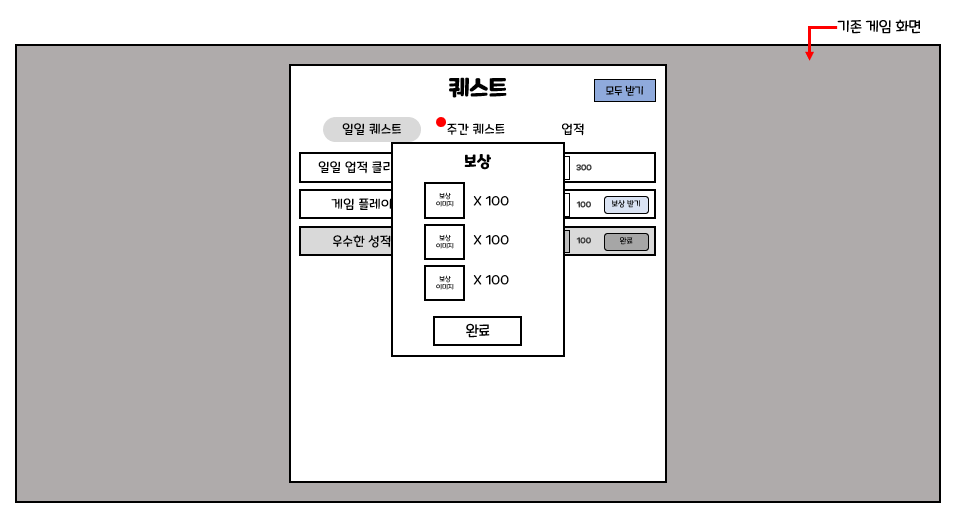 기존 게임 화면
퀘스트
모두 받기
일일 퀘스트
주간 퀘스트
업적
일일 업적 클리
300
게임 플레이
100
보상 받기
우수한 성적
100
완료
보상
보상
이미지
X 100
보상
이미지
X 100
보상
이미지
X 100
완료